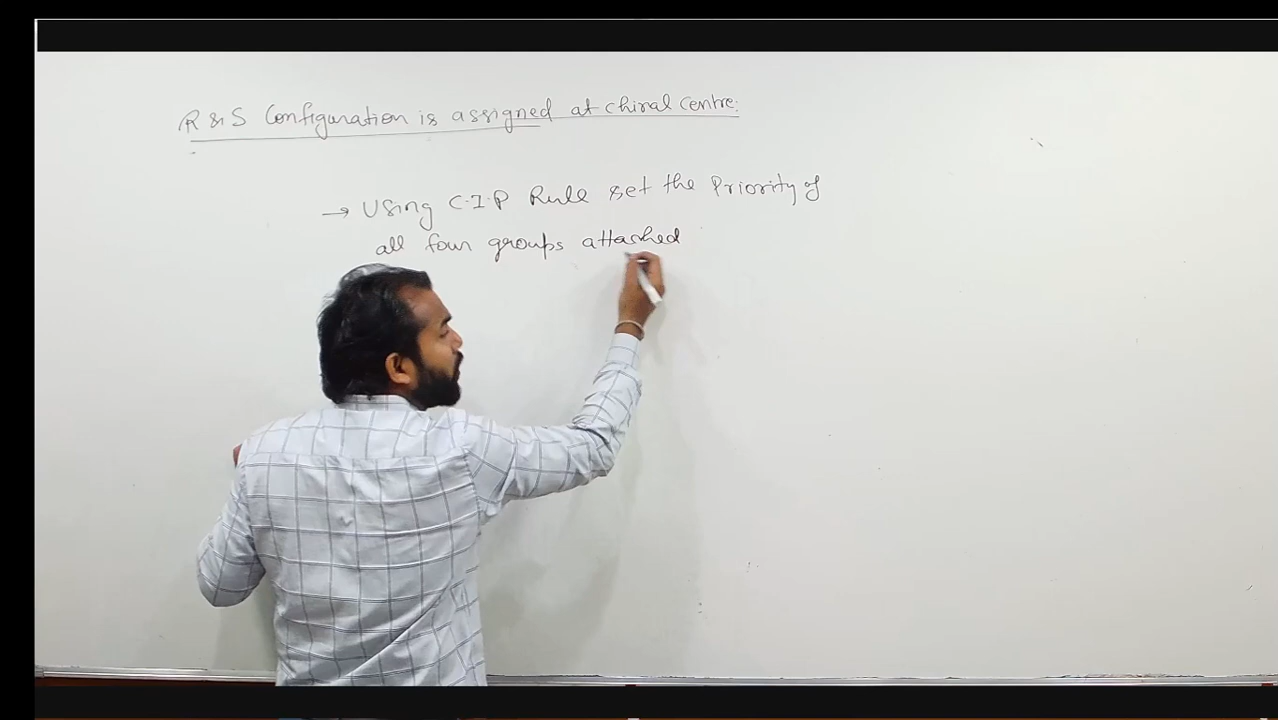 R & S Configuration is assigned at chiral centre:
→ Using C.I.P Rule set the Priority of
all four groups attached